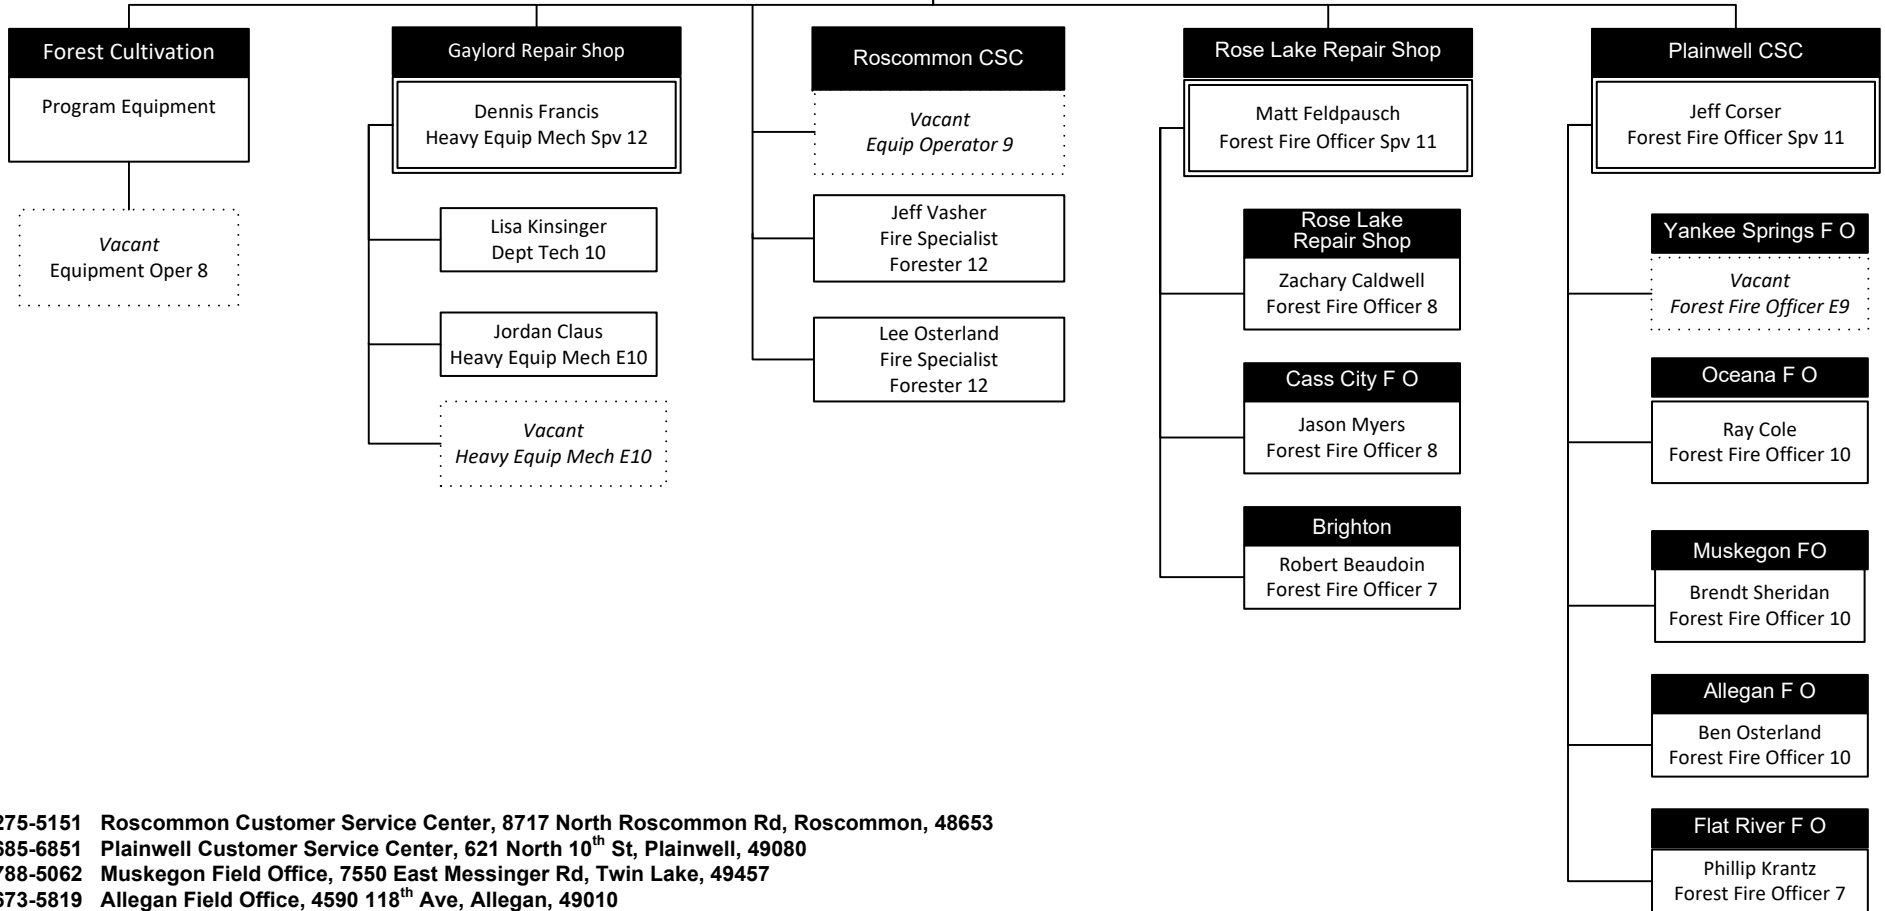 Forest Cultivation
Program Equipment
Vacant
Equipment Oper 8
Gaylord Repair Shop
Dennis Francis
Heavy Equip Mech Spv 12
Lisa Kinsinger
Dept Tech 10
Jordan Claus
Heavy Equip Mech E10
Vacant
Heavy Equip Mech E10
Roscommon CSC
Vacant
Equip Operator 9
Jeff Vasher
Fire Specialist
Forester 12
Lee Osterland
Fire Specialist
Forester 12
Rose Lake Repair Shop
Matt Feldpausch
Forest Fire Officer Spv 11
Rose Lake
Repair Shop
Zachary Caldwell
Forest Fire Officer 8
Cass City F O
Jason Myers
Forest Fire Officer 8
Brighton
Robert Beaudoin
Forest Fire Officer 7
Plainwell CSC
Jeff Corser
Forest Fire Officer Spv 11
Yankee Springs F O
Vacant
Forest Fire Officer E9
Oceana F O
Ray Cole
Forest Fire Officer 10
Muskegon FO
Brendt Sheridan
Forest Fire Officer 10
Allegan F O
Ben Osterland
Forest Fire Officer 10
Flat River F O
Phillip Krantz
Forest Fire Officer 7
275-5151 Roscommon Customer Service Center, 8717 North Roscommon Rd, Roscommon, 48653
685-6851 Plainwell Customer Service Center, 621 North 10th St, Plainwell, 49080
788-5062 Muskegon Field Office, 7550 East Messinger Rd, Twin Lake, 49457
673-5819 Allegan Field Office, 4590 118th Ave, Allegan, 49010